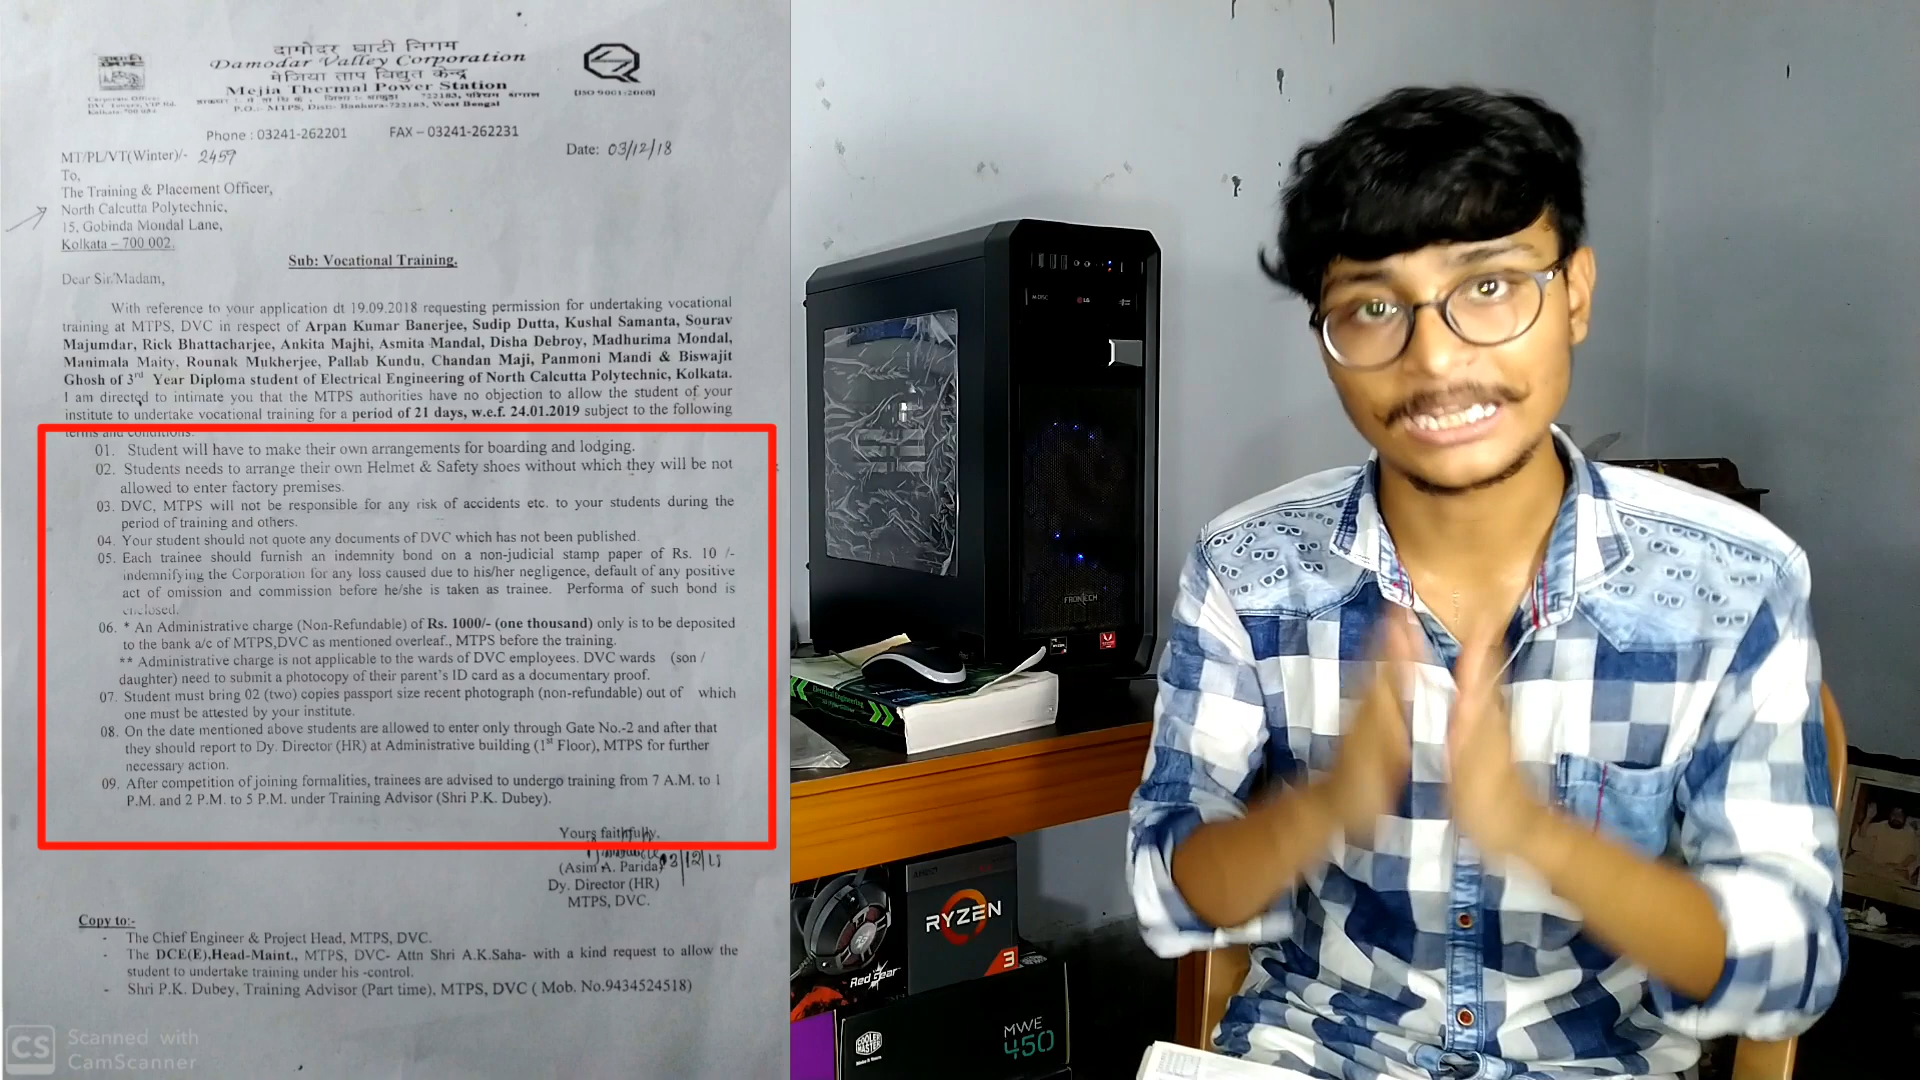 दामोदर घाटी निगम
Damodar Valley Corporation
मेजिया ताप विद्युत केन्द्र
Mejia Thermal Power Station
P.O.:- MTPS, Dist:- Bankura-722183, West Bengal
(ISO 9001:2008)
Phone : 03241-262201 FAX – 03241-262231
MT/PL/VT(Winter)/- 2459
Date: 03/12/18
To,
The Training & Placement Officer,
North Calcutta Polytechnic,
15, Gobinda Mondal Lane,
Kolkata – 700 002.
Sub: Vocational Training.
Dear Sir/Madam,
With reference to your application dt 19.09.2018 requesting permission for undertaking vocational
training at MTPS, DVC in respect of Arpan Kumar Banerjee, Sudip Dutta, Kushal Samanta, Sourav
Majumdar, Rick Bhattacharjee, Ankita Majhi, Asmita Mandal, Disha Debroy, Madhurima Mondal,
Manimala Maity, Rounak Mukherjee, Pallab Kundu, Chandan Maji, Panmoni Mandi & Biswajit
Ghosh of 3rd Year Diploma student of Electrical Engineering of North Calcutta Polytechnic, Kolkata.
I am directed to intimate you that the MTPS authorities have no objection to allow the student of your
institute to undertake vocational training for a period of 21 days, w.e.f. 24.01.2019 subject to the following
terms and conditions.
01. Student will have to make their own arrangements for boarding and lodging.
02. Students needs to arrange their own Helmet & Safety shoes without which they will be not
allowed to enter factory premises.
03. DVC, MTPS will not be responsible for any risk of accidents etc. to your students during the
period of training and others.
04. Your student should not quote any documents of DVC which has not been published.
05. Each trainee should furnish an indemnity bond on a non-judicial stamp paper of Rs. 10 /-
indemnifying the Corporation for any loss caused due to his/her negligence, default of any positive
act of omission and commission before he/she is taken as trainee. Performa of such bond is
enclosed.
06. * An Administrative charge (Non-Refundable) of Rs. 1000/- (one thousand) only is to be deposited
to the bank a/c of MTPS,DVC as mentioned overleaf., MTPS before the training.
** Administrative charge is not applicable to the wards of DVC employees. DVC wards (son /
daughter) need to submit a photocopy of their parent's ID card as a documentary proof.
07. Student must bring 02 (two) copies passport size recent photograph (non-refundable) out of which
one must be attested by your institute.
08. On the date mentioned above students are allowed to enter only through Gate No.-2 and after that
they should report to Dy. Director (HR) at Administrative building (1st Floor), MTPS for further
necessary action.
09. After competition of joining formalities, trainees are advised to undergo training from 7 A.M. to 1
P.M. and 2 P.M. to 5 P.M. under Training Advisor (Shri P.K. Dubey).
Yours faithfully,
03/12/18
(Asim A. Parida)
Dy. Director (HR)
MTPS, DVC.
Copy to:-
- The Chief Engineer & Project Head, MTPS, DVC.
- The DCE(E),Head-Maint., MTPS, DVC- Attn Shri A.K.Saha- with a kind request to allow the
student to undertake training under his -control.
- Shri P.K. Dubey, Training Advisor (Part time), MTPS, DVC ( Mob. No.9434524518)
CS Scanned with
CamScanner
LG
FRONTECH
RYZEN
Electrical Engineering
AMD
RYZEN
3
Redgear
COOLER MASTER
MWE
450